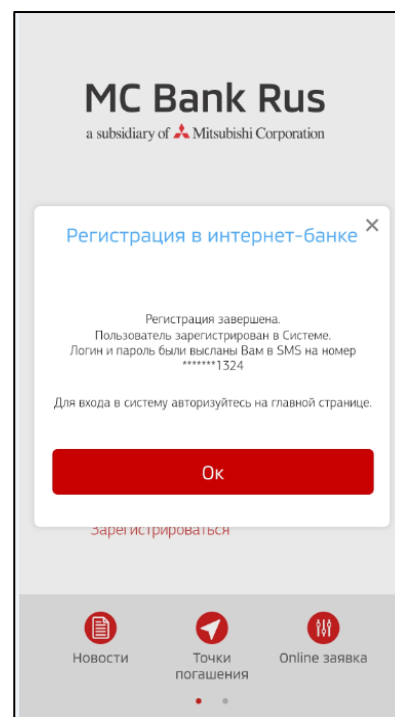 MC Bank Rus
a subsidiary of Mitsubishi Corporation
Регистрация в интернет-банке
Регистрация завершена.
Пользователь зарегистрирован в Системе.
Логин и пароль были высланы Вам в SMS на номер
*******1324
Для входа в систему авторизуйтесь на главной странице.
Ок
Зарегистрироваться
Новости
Точки
погашения
Online заявка